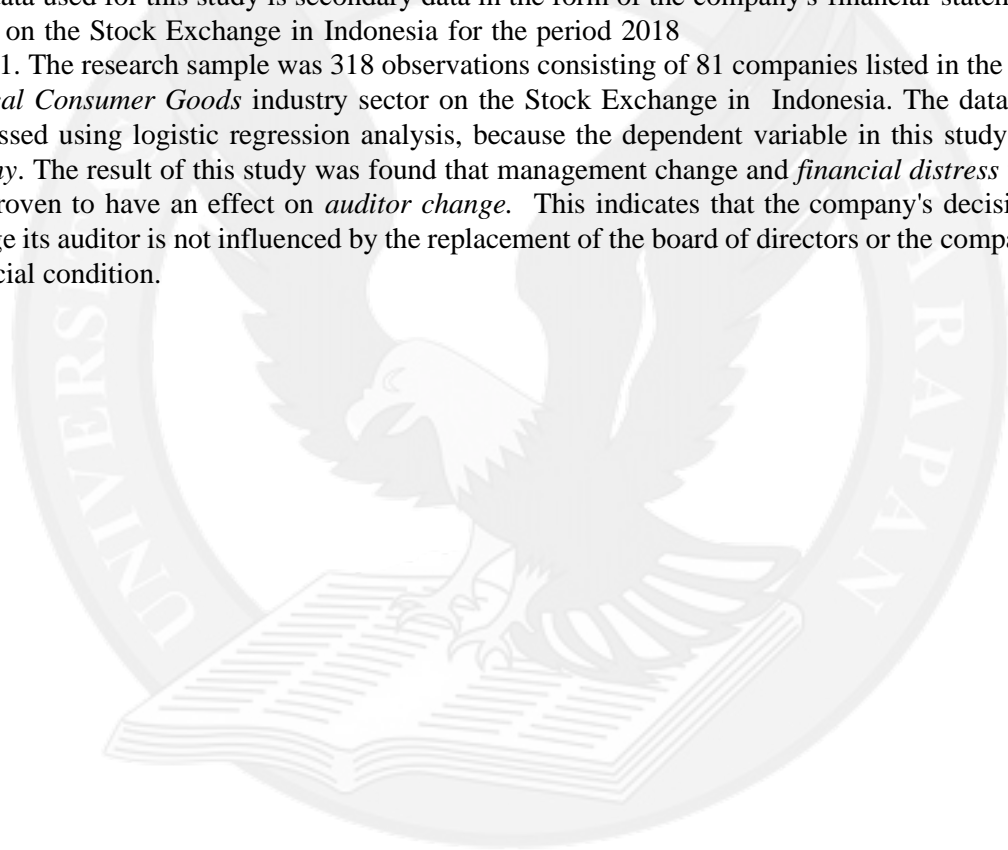 ata used for this study is secondary data in the form of the company's financial statem
on the Stock Exchange in Indonesia for the period 2018
1. The research sample was 318 observations consisting of 81 companies listed in the
al Consumer Goods industry sector on the Stock Exchange in Indonesia. The data
ssed using logistic regression analysis, because the dependent variable in this study
ny. The result of this study was found that management change and financial distress
roven to have an effect on auditor change. This indicates that the company's decisi
ge its auditor is not influenced by the replacement of the board of directors or the compa
cial condition.
UNIVERS
ARAPAN